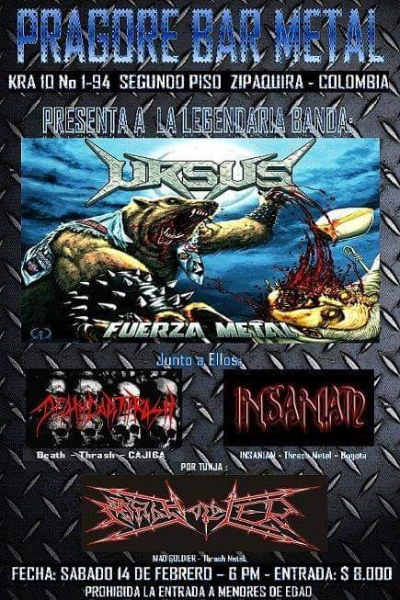 PRAGORE BAR METAL
KRA 10 No 1-94 SEGUNDO PISO ZIPAQUIRA - COLOMBIA
PRESENTA A LA LEGENDARIA BANDA:
URSUS
FUERZA METAL
Junto a Ellos:
INSANIAM
Death - Thrash - CAJICA
INSANIAM - Thrash Metal - Bogota
POR TUNJA :
MAD SOLDIER - Thrash Metal
FECHA: SABADO 14 DE FEBRERO - 6 PM - ENTRADA: $ 8.000
PROHIBIDA LA ENTRADA A MENORES DE EDAD